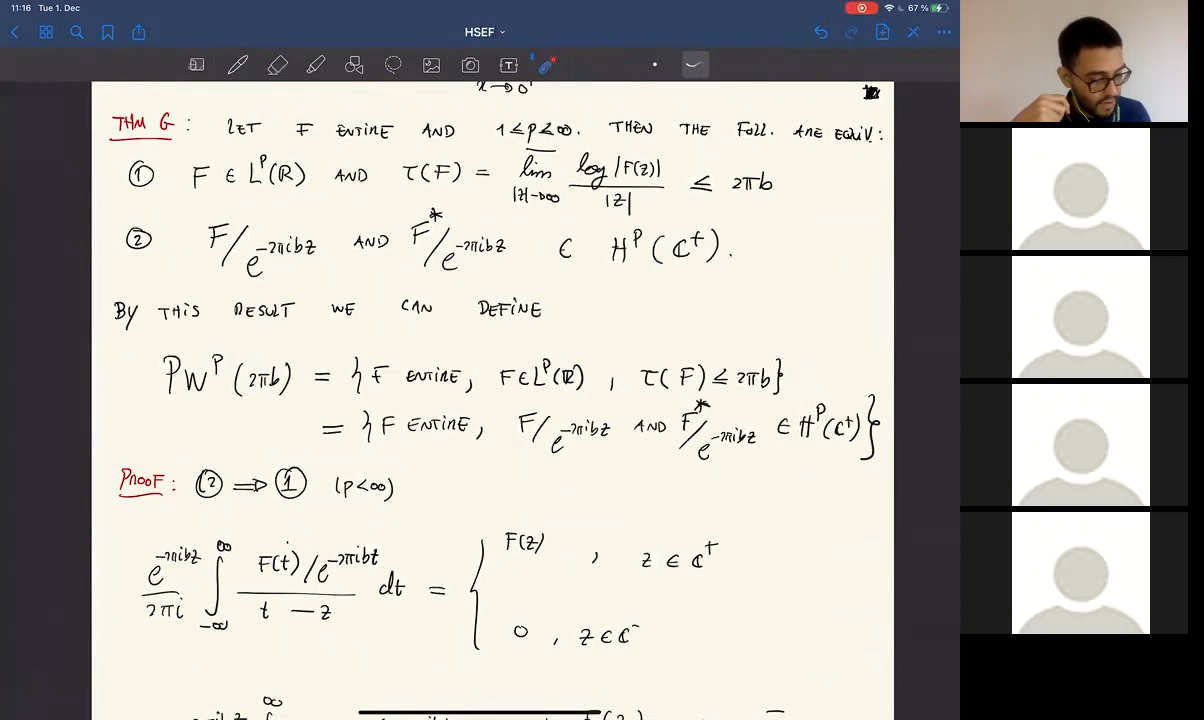 11:16 Tue 1. Dec 67 %
HSEF
x → 0⁺
THM G: LET F ENTIRE AND 1 ≤ p ≤ ∞. THEN THE FOLL. ARE EQUIV:
① F ∈ L^p(ℝ) AND τ(F) = lim_{|z|→∞} log|F(z)| / |z| ≤ 2πb
② F/e^{-2πibz} AND F*/e^{-2πibz} ∈ H^p(ℂ⁺).
BY THIS RESULT WE CAN DEFINE
PW^p(2πb) = {F ENTIRE, F∈L^p(ℝ), τ(F) ≤ 2πb}
= {F ENTIRE, F/e^{-2πibz} AND F*/e^{-2πibz} ∈ H^p(ℂ⁺)}
PROOF: ② ⟹ ① (p<∞)
e^{-2πibz}/2πi ∫_{-∞}^{∞} F(t)/e^{-2πibt} / (t − z) dt = { F(z), z ∈ ℂ⁺
0, z ∈ ℂ⁻